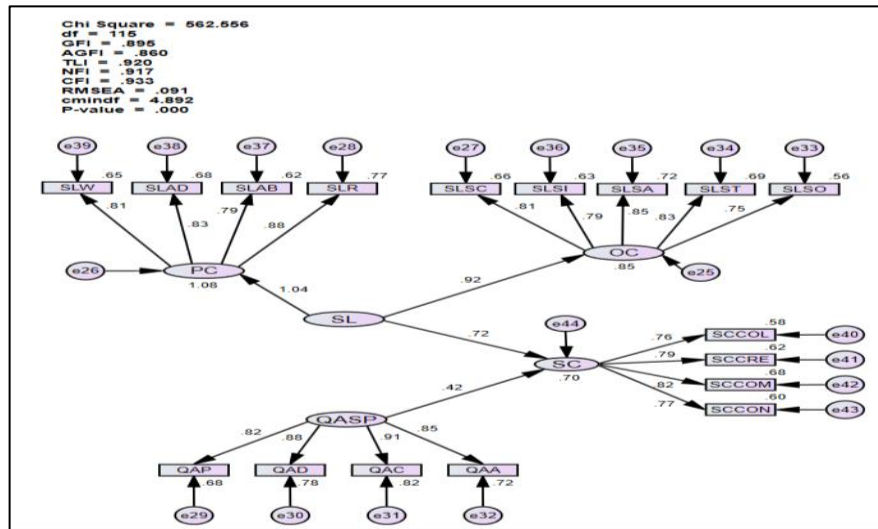 Chi Square = 562.556
df = 115
GFI = .895
AGFI = .860
TLI = .920
NFI = .917
CFI = .933
RMSEA = .091
cmindf = 4.892
P-value = .000
e39 e38 e37 e28 e27 e36 e35 e34 e33
.65 .68 .62 .77 .66 .63 .72 .69 .56
SLW SLAD SLAB SLR SLSC SLSI SLSA SLST SLSO
.81 .83 .79 .88 .81 .79 .85 .83 .75
e26 PC OC e25
1.08 .85
1.04 .92
SL e44
.72 .58
.76 SCCOL e40
.62
.79 SCCRE e41
SC .68
.70 .82 SCCOM e42
.60
.77 SCCON e43
.42
QASP
.82 .88 .91 .85
QAP QAD QAC QAA
.68 .78 .82 .72
e29 e30 e31 e32